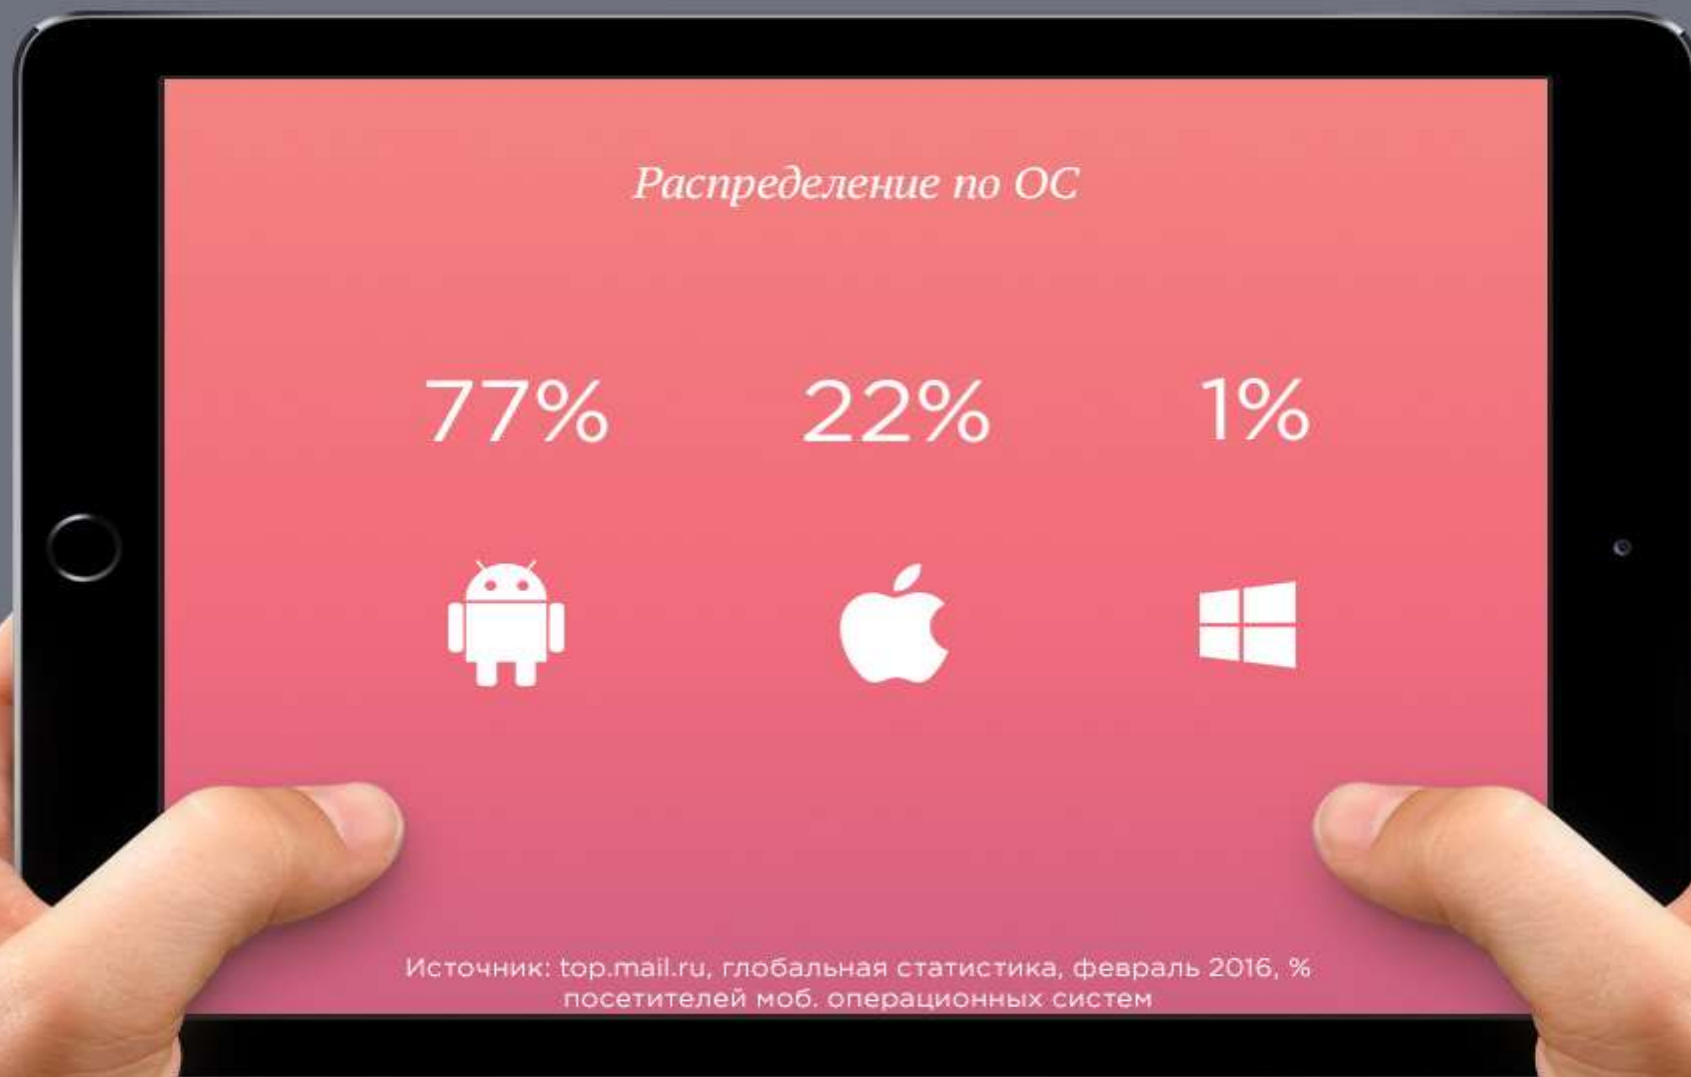 Распределение по ОС
77% 22% 1%
Источник: top.mail.ru, глобальная статистика, февраль 2016, %
посетителей моб. операционных систем